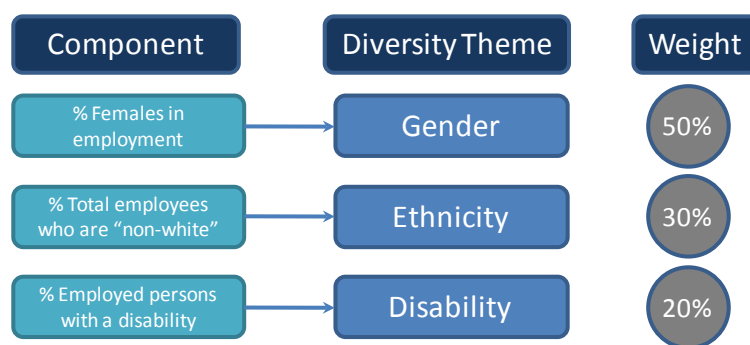 Component
Diversity Theme
Weight
% Females in
employment
Gender
50%
% Total employees
who are “non-white”
Ethnicity
30%
% Employed persons
with a disability
Disability
20%